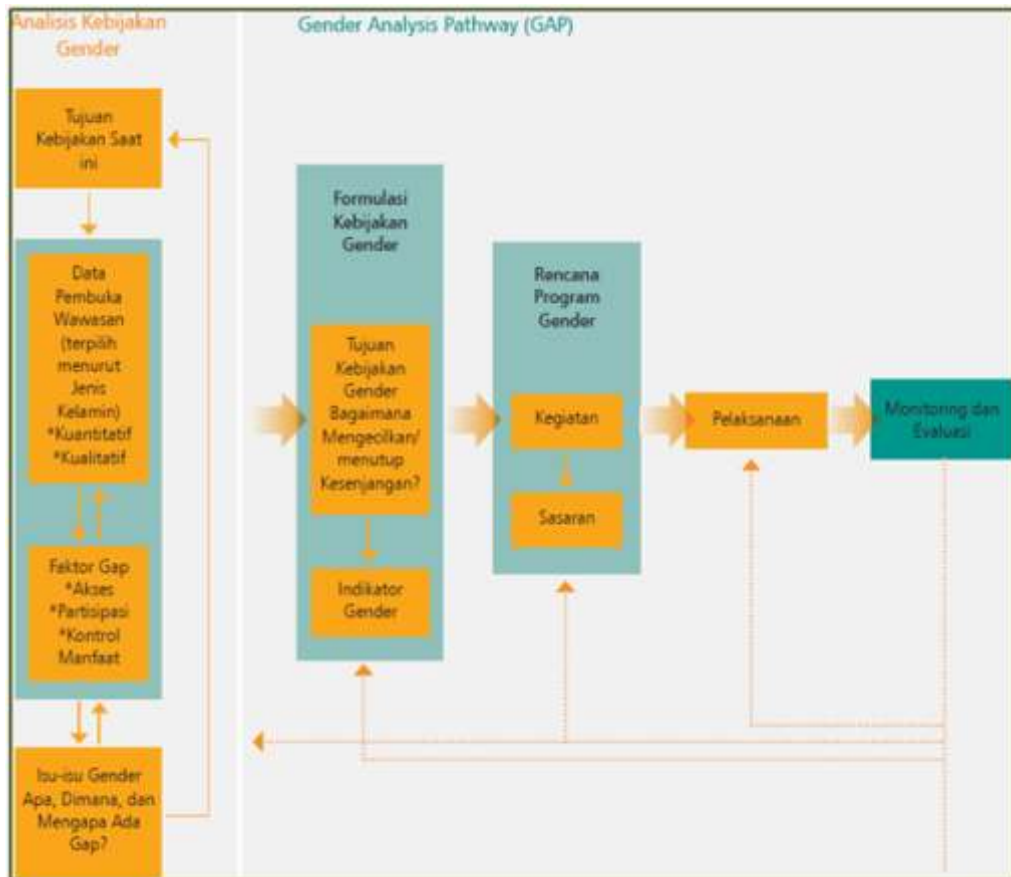 Analisis Kebijakan
Gender
Gender Analysis Pathway (GAP)
Tujuan
Kebijakan Saat
ini
Data
Pembuka
Wawasan
(terpilih
menurut
Jenis
Kelamin)
*Kuantitatif
*Kualitatif
Faktor Gap
*Akses
*Partisipasi
*Kontrol
Manfaat
Isu-isu Gender
Apa, Dimana, dan
Mengapa Ada
Gap?
Formulasi
Kebijakan
Gender
Tujuan
Kebijakan
Gender
Bagaimana
Mengeoilkan/
menutup
Kesenjangan?
Indikator
Gender
Rencana
Program
Gender
Kegiatan
Sasaran
Pelaksanaan
Monitoring dan
Evaluasi